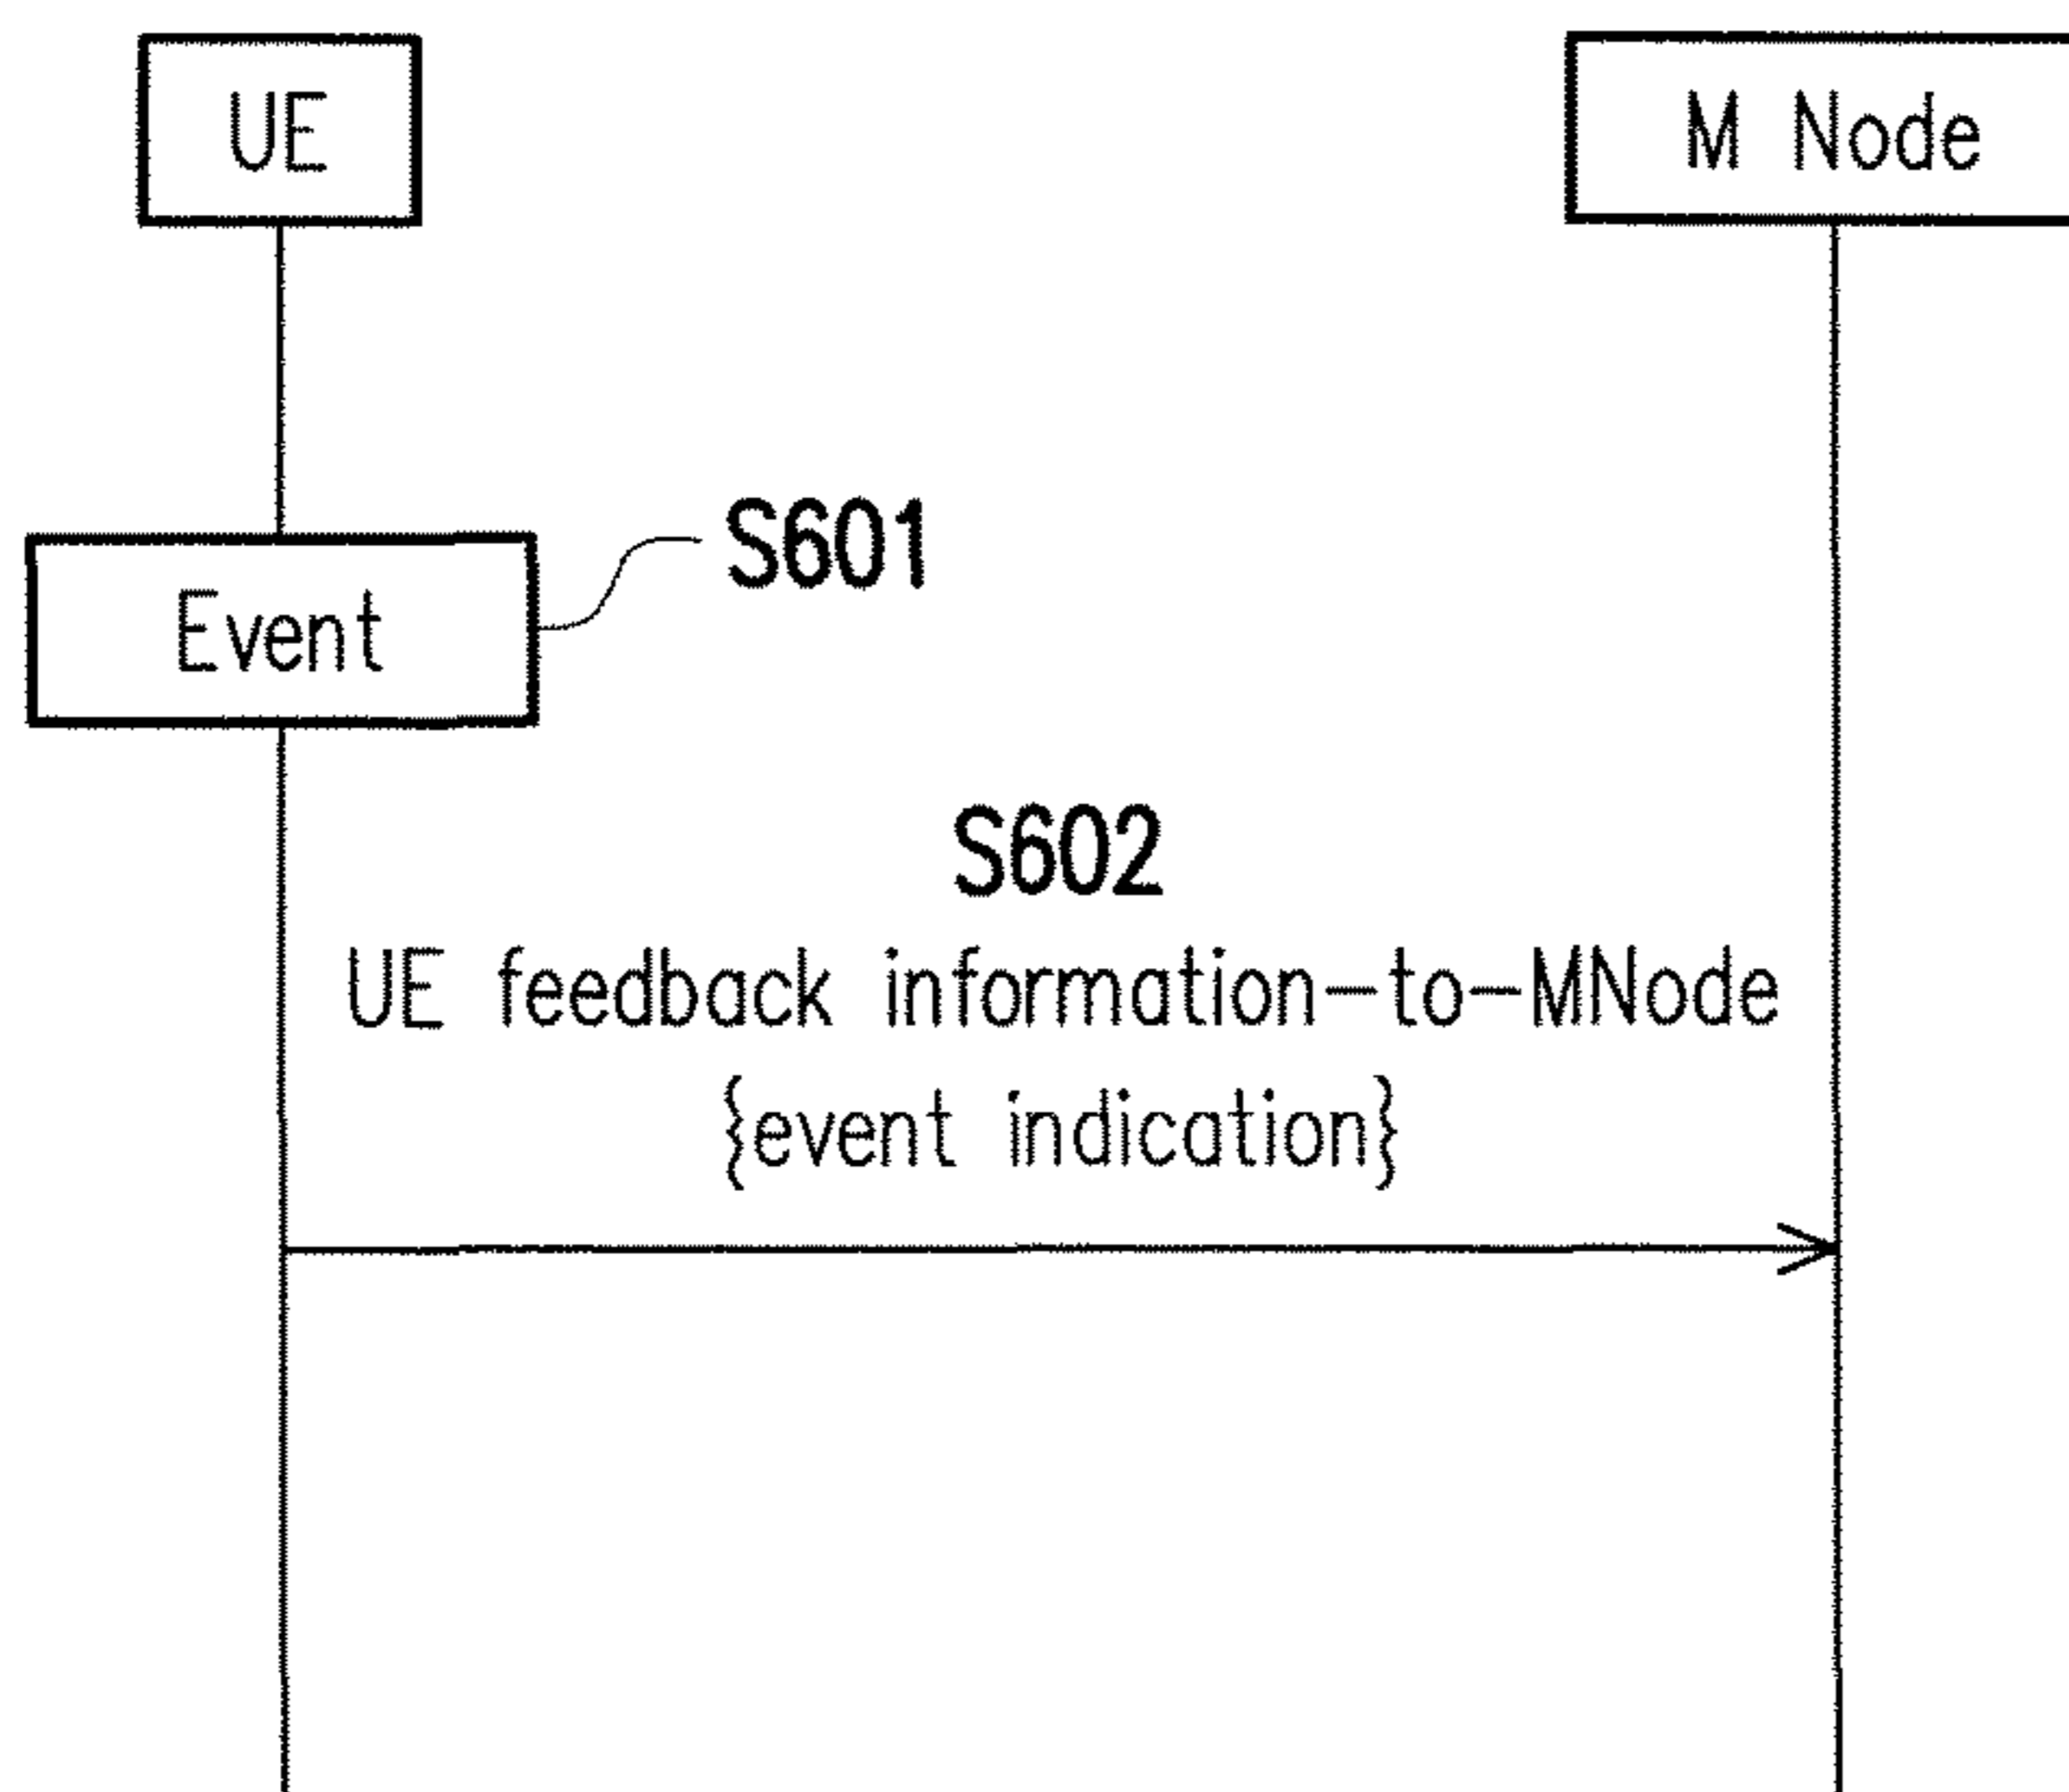 UE
M Node
S601
Event
S602
UE feedback information-to-MNode
{event indication}